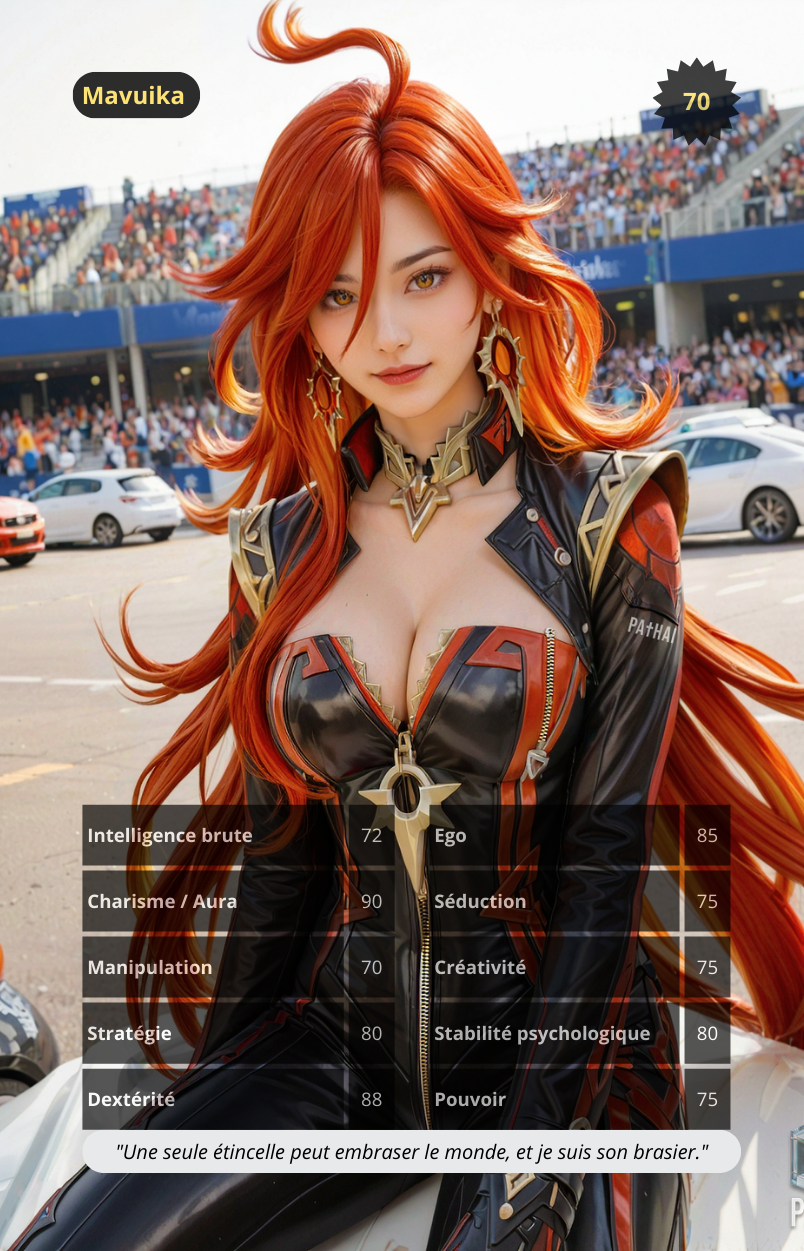 Mavuika
70
PATHAI
Intelligence brute 72 Ego 85
Charisme / Aura 90 Séduction 75
Manipulation 70 Créativité 75
Stratégie 80 Stabilité psychologique 80
Dextérité 88 Pouvoir 75
"Une seule étincelle peut embraser le monde, et je suis son brasier."